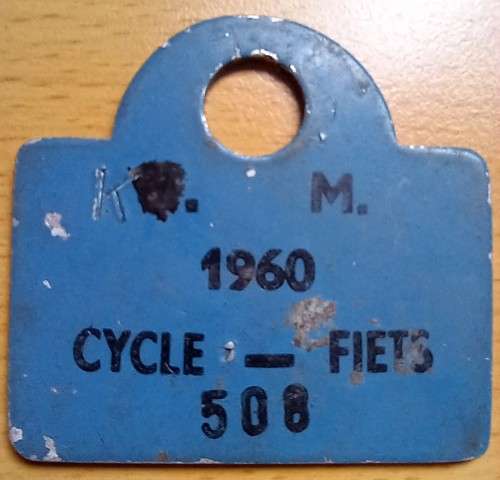 K . M.
1960
CYCLE — FIETS
508